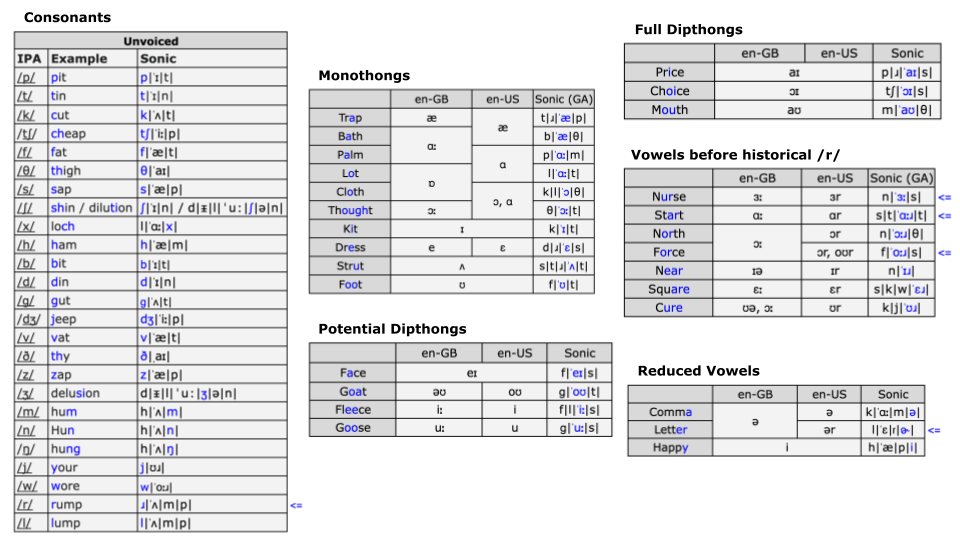 Consonants
Unvoiced
IPA Example Sonic
/p/ pit p|ˈɪ|t|
/t/ tin t|ˈɪ|n|
/k/ cut k|ˈʌ|t|
/tʃ/ cheap tʃ|ˈiː|p|
/f/ fat f|ˈæ|t|
/θ/ thigh θ|ˈaɪ|
/s/ sap s|ˈæ|p|
/ʃ/ shin / dilution ʃ|ˈɪ|n| / d|ᵻ|l|ˈuː|ʃ|ə|n|
/x/ loch l|ˈɑː|x|
/h/ ham h|ˈæ|m|
/b/ bit b|ˈɪ|t|
/d/ din d|ˈɪ|n|
/g/ gut g|ˈʌ|t|
/dʒ/ jeep dʒ|ˈiː|p|
/v/ vat v|ˈæ|t|
/ð/ thy ð|ˌaɪ|
/z/ zap z|ˈæ|p|
/ʒ/ delusion d|ᵻ|l|ˈuː|ʒ|ə|n|
/m/ hum h|ˈʌ|m|
/n/ Hun h|ˈʌ|n|
/ŋ/ hung h|ˈʌ|ŋ|
/j/ your j|ʊɹ|
/w/ wore w|ˈoːɹ|
/r/ rump ɹ|ˈʌ|m|p| <=
/l/ lump l|ˈʌ|m|p|
Monothongs
en-GB en-US Sonic (GA)
Trap æ æ t|ɹ|ˈæ|p|
Bath ɑː b|ˈæ|θ|
Palm ɑ p|ˈɑː|m|
Lot ɒ l|ˈɑː|t|
Cloth ɔ, ɑ k|l|ˈɔ|θ|
Thought ɔː θ|ˈɔː|t|
Kit ɪ k|ˈɪ|t|
Dress e ɛ d|ɹ|ˈɛ|s|
Strut ʌ s|t|ɹ|ˈʌ|t|
Foot ʊ f|ˈʊ|t|
Potential Dipthongs
en-GB en-US Sonic
Face eɪ f|ˈeɪ|s|
Goat əʊ oʊ g|ˈoʊ|t|
Fleece iː i f|l|ˈiː|s|
Goose uː u g|ˈuː|s|
Full Dipthongs
en-GB en-US Sonic
Price aɪ p|ɹ|ˈaɪ|s|
Choice ɔɪ tʃ|ˈɔɪ|s|
Mouth aʊ m|ˈaʊ|θ|
Vowels before historical /r/
en-GB en-US Sonic (GA)
Nurse ɜː ɜr n|ˈɜː|s| <=
Start ɑː ɑr s|t|ˈɑːɹ|t| <=
North ɔː ɔr n|ˈɔːɹ|θ|
Force ɔr, oʊr f|ˈoːɹ|s| <=
Near ɪə ɪr n|ˈɪɹ|
Square ɛː ɛr s|k|w|ˈɛɹ|
Cure ʊə, ɔː ʊr k|j|ˈʊɹ|
Reduced Vowels
en-GB en-US Sonic
Comma ə ə k|ˈɑː|m|ə|
Letter ər l|ˈɛ|ɾ|ɚ| <=
Happy i h|ˈæ|p|i|